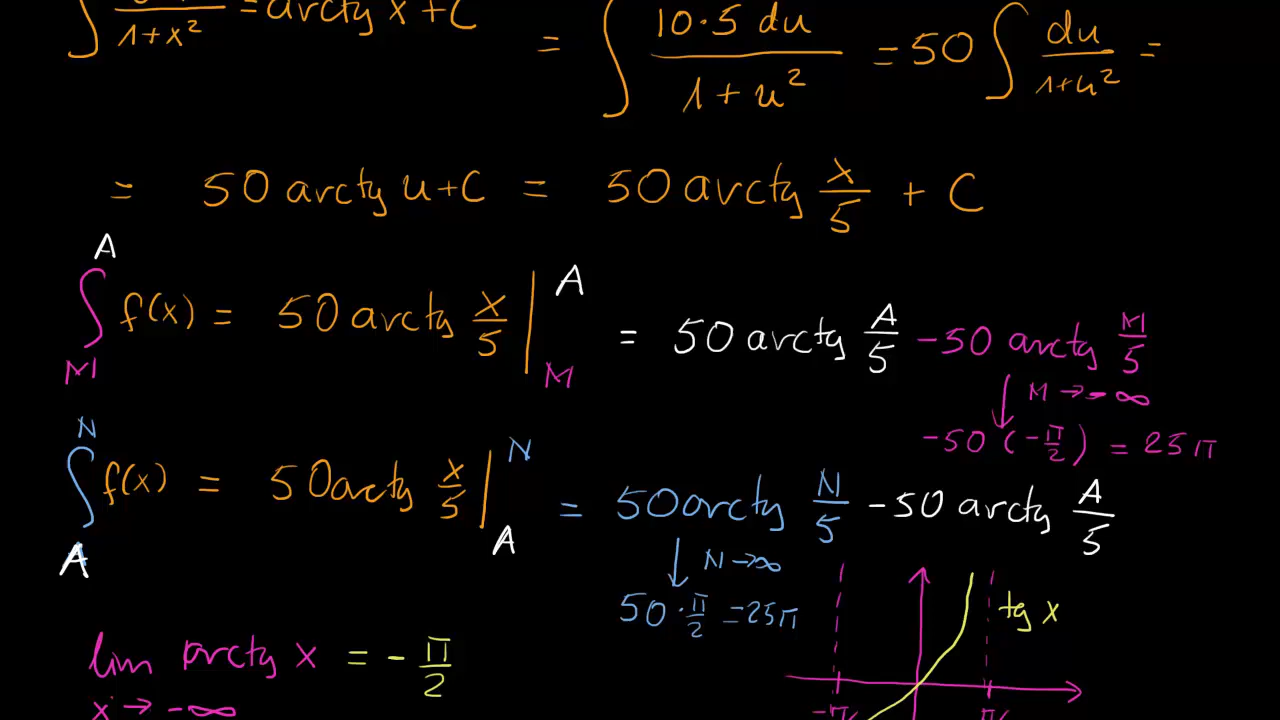 ∫ 1+x² = arctg x + C = ∫ 10·5 du / 1+u² = 50 ∫ du / 1+u² =
= 50 arctg u + C = 50 arctg x/5 + C
∫_M^A f(x) = 50 arctg x/5 |_M^A = 50 arctg A/5 - 50 arctg M/5
↓ M → -∞
-50 (-π/2) = 25π
∫_A^N f(x) = 50 arctg x/5 |_A^N = 50 arctg N/5 - 50 arctg A/5
↓ N → ∞
50 · π/2 = 25π
tg x
lim arctg x = - π/2
x → -∞